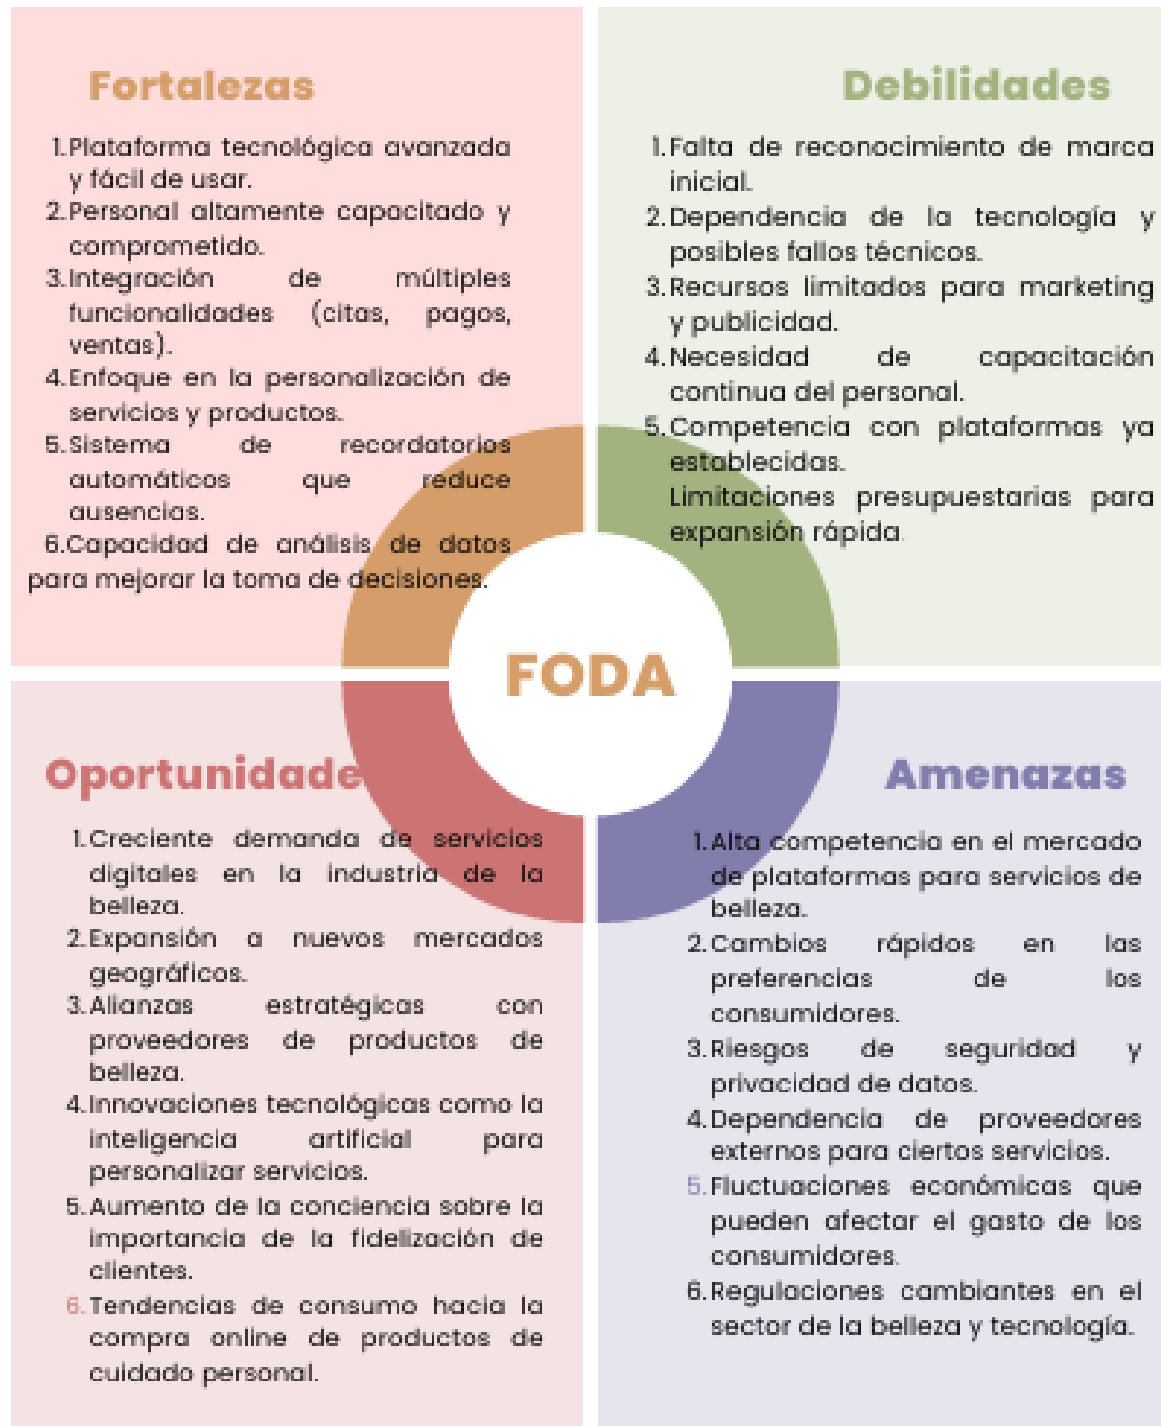 Fortalezas
1.Plataforma tecnológica avanzada
y fácil de usar.
2.Personal altamente capacitado y
comprometido.
3.Integración de múltiples
funcionalidades (citas, pagos,
ventas).
4.Enfoque en la personalización de
servicios y productos.
5.Sistema de recordatorios
automáticos que reduce
ausencias.
6.Capacidad de análisis de datos
para mejorar la toma de decisiones.
Debilidades
1.Falta de reconocimiento de marca
inicial.
2.Dependencia de la tecnología y
posibles fallos técnicos.
3.Recursos limitados para marketing
y publicidad.
4.Necesidad de capacitación
continua del personal.
5.Competencia con plataformas ya
establecidas.
Limitaciones presupuestarias para
expansión rápida.
FODA
Oportunidade
1.Creciente demanda de servicios
digitales en la industria de la
belleza.
2.Expansión a nuevos mercados
geográficos.
3.Alianzas estratégicas con
proveedores de productos de
belleza.
4.Innovaciones tecnológicas como la
inteligencia artificial para
personalizar servicios.
5.Aumento de la conciencia sobre la
importancia de la fidelización de
clientes.
6.Tendencias de consumo hacia la
compra online de productos de
cuidado personal.
Amenazas
1.Alta competencia en el mercado
de plataformas para servicios de
belleza.
2.Cambios rápidos en las
preferencias de los
consumidores.
3.Riesgos de seguridad y
privacidad de datos.
4.Dependencia de proveedores
externos para ciertos servicios.
5.Fluctuaciones económicas que
pueden afectar el gasto de los
consumidores.
6.Regulaciones cambiantes en el
sector de la belleza y tecnología.